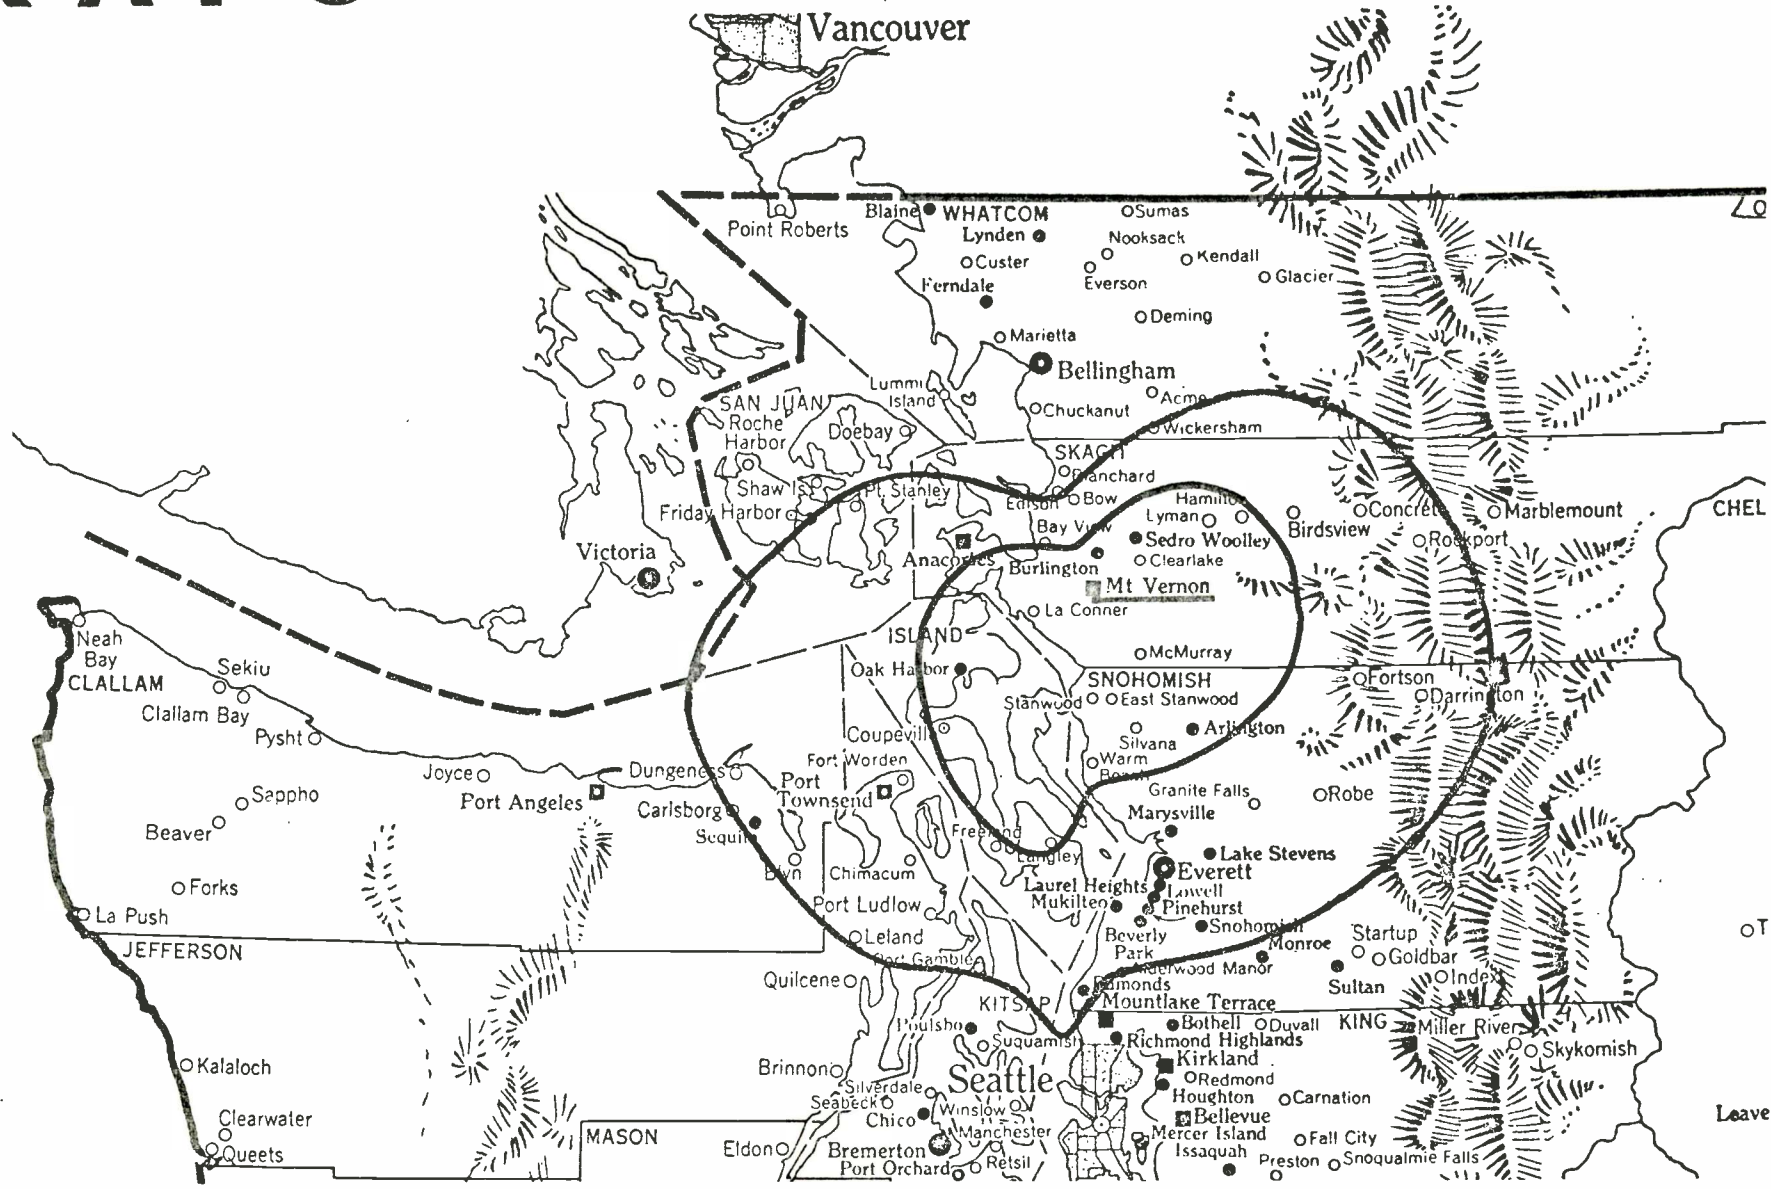 Vancouver
Point Roberts
Blaine
WHATCOM
Sumas
Lynden
Nooksack
Custer
Kendall
Everson
Glacier
Ferndale
Deming
Marietta
Bellingham
Lummi
Island
Acme
Chuckanut
SAN JUAN
Roche
Harbor
Doebay
Wickersham
SKAGIT
Blanchard
Shaw Is
Pt. Stanley
Edison
Bow
Hamilton
Friday Harbor
Lyman
Birdsview
Concrete
Marblemount
CHEL
Bay View
Sedro Woolley
Rockport
Victoria
Anacortes
Burlington
Clearlake
Mt Vernon
La Conner
Neah
Bay
ISLAND
McMurray
Sekiu
CLALLAM
Oak Harbor
SNOHOMISH
Fortson
Clallam Bay
Stanwood
East Stanwood
Darrington
Pysht
Coupeville
Silvana
Arlington
Joyce
Dungeness
Fort Worden
Warm
Beach
Port Angeles
Port
Townsend
Granite Falls
Robe
Sappho
Carlsborg
Marysville
Beaver
Sequim
Freeland
Langley
Lake Stevens
Blyn
Chimacum
Everett
Forks
Laurel Heights
Lowell
La Push
Port Ludlow
Mukilteo
Pinehurst
JEFFERSON
Leland
Beverly
Park
Snohomish
Monroe
Startup
Goldbar
Port Gamble
Alderwood Manor
Quilcene
Edmonds
Sultan
Index
KITSAP
Mountlake Terrace
Poulsbo
Bothell
Duvall
KING
Miller River
Suquamish
Richmond Highlands
Skykomish
Kalaloch
Brinnon
Seattle
Kirkland
Redmond
Silverdale
Houghton
Carnation
Seabeck
Winslow
Bellevue
Leave
Clearwater
Chico
Manchester
Mercer Island
Fall City
MASON
Eldon
Bremerton
Issaquah
Queets
Port Orchard
Retsil
Preston
Snoqualmie Falls